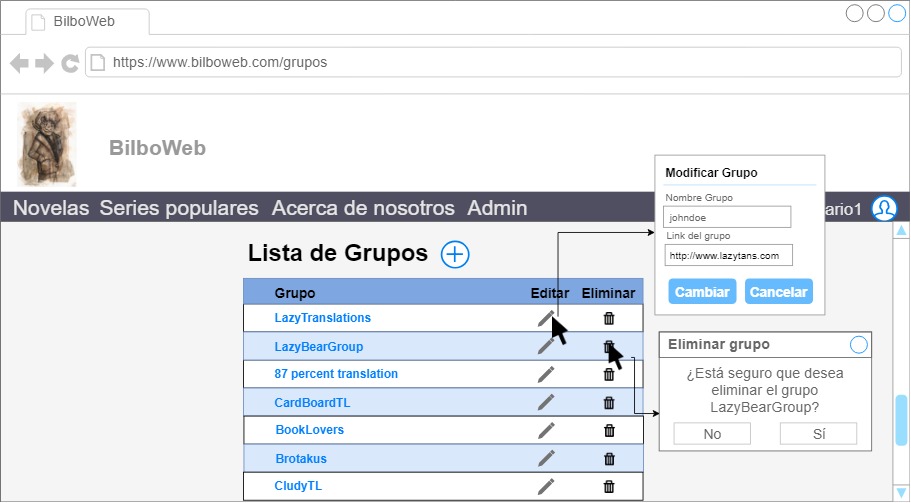 BilboWeb
https://www.bilboweb.com/grupos
BilboWeb
Novelas Series populares Acerca de nosotros Admin ario1
Lista de Grupos
Grupo Editar Eliminar
LazyTranslations
LazyBearGroup
87 percent translation
CardBoardTL
BookLovers
Brotakus
CludyTL
Modificar Grupo
Nombre Grupo
johndoe
Link del grupo
http://www.lazytans.com
Cambiar Cancelar
Eliminar grupo
¿Está seguro que desea
eliminar el grupo
LazyBearGroup?
No Sí